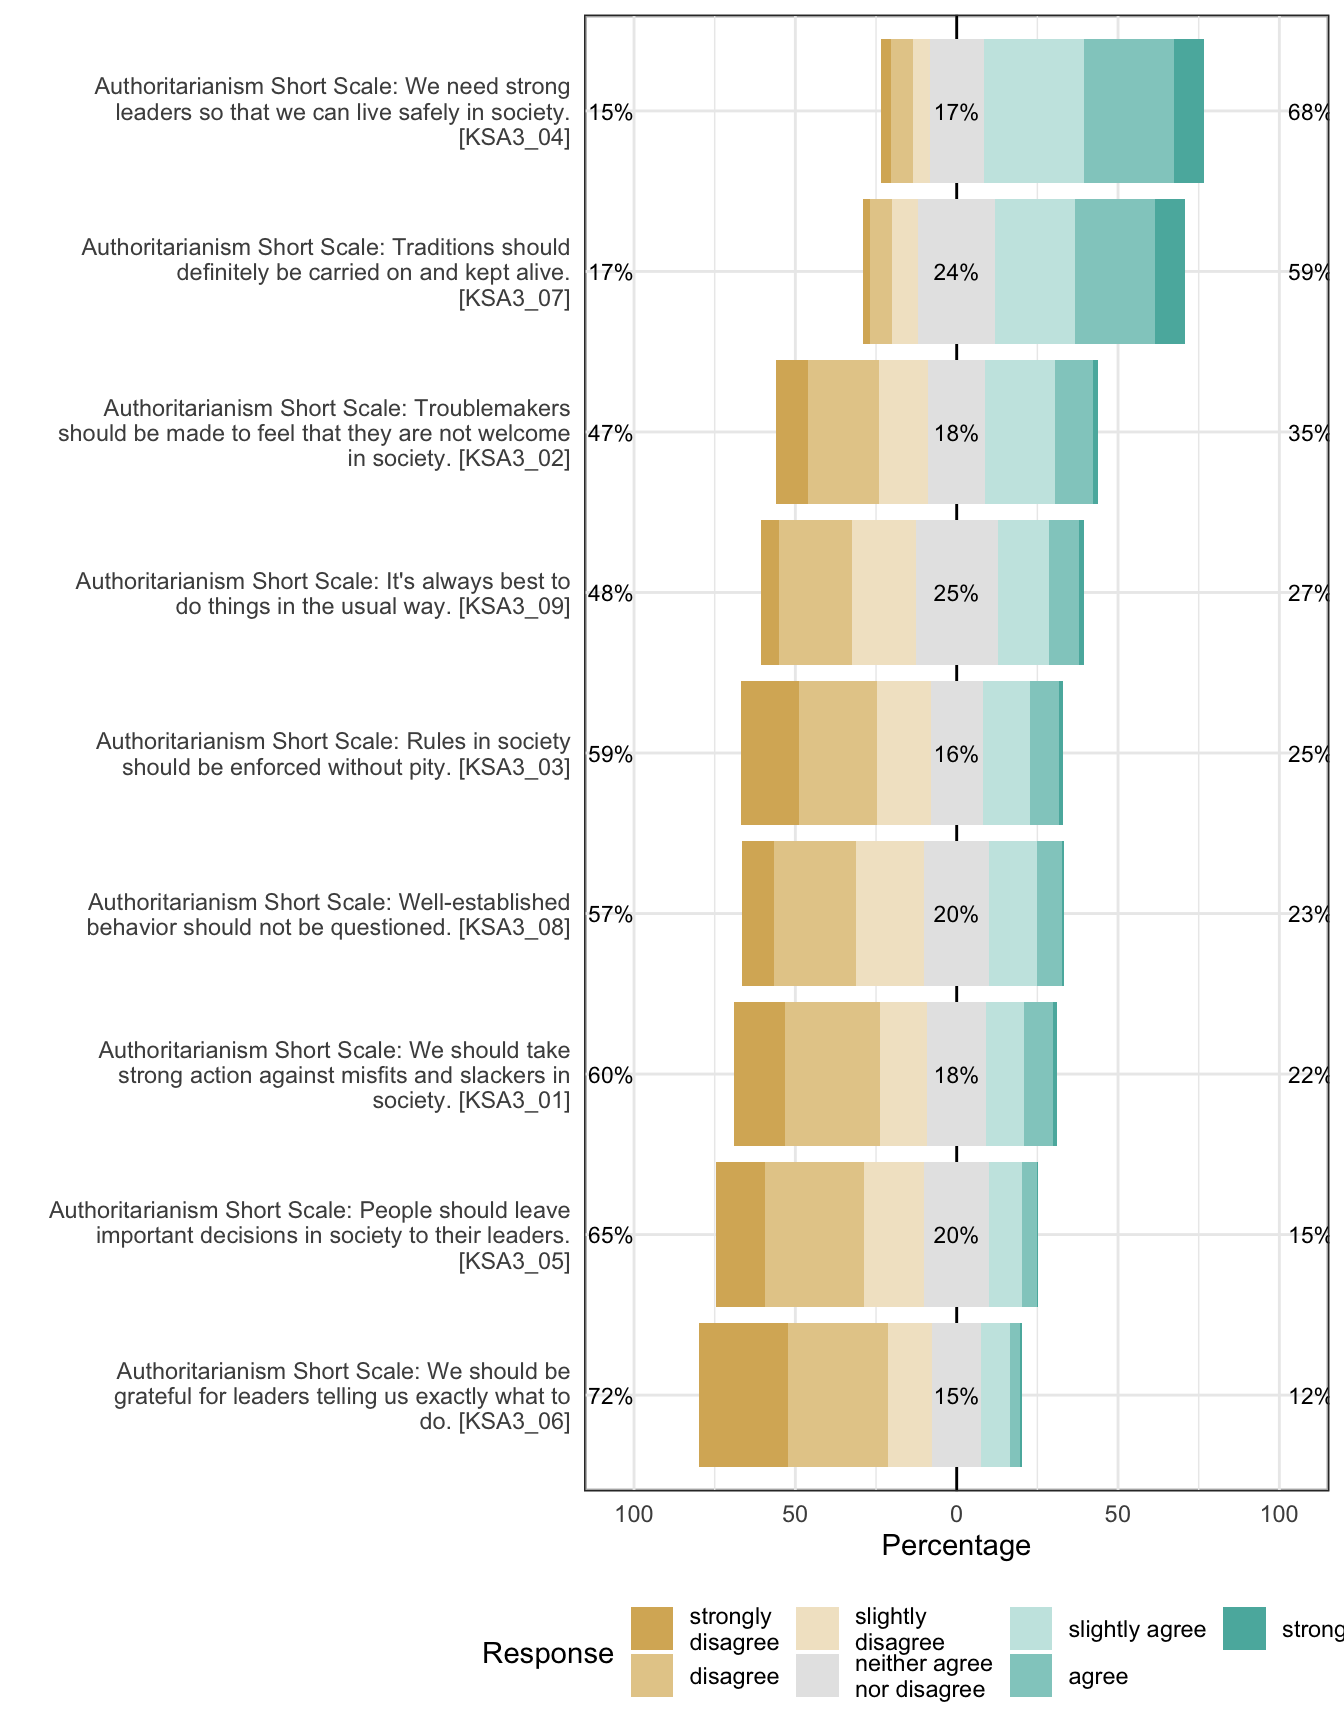 Authoritarianism Short Scale: We need strong
leaders so that we can live safely in society.
[KSA3_04]
15%
17%
68%
Authoritarianism Short Scale: Traditions should
definitely be carried on and kept alive.
[KSA3_07]
17%
24%
59%
Authoritarianism Short Scale: Troublemakers
should be made to feel that they are not welcome
in society. [KSA3_02]
47%
18%
35%
Authoritarianism Short Scale: It's always best to
do things in the usual way. [KSA3_09]
48%
25%
27%
Authoritarianism Short Scale: Rules in society
should be enforced without pity. [KSA3_03]
59%
16%
25%
Authoritarianism Short Scale: Well-established
behavior should not be questioned. [KSA3_08]
57%
20%
23%
Authoritarianism Short Scale: We should take
strong action against misfits and slackers in
society. [KSA3_01]
60%
18%
22%
Authoritarianism Short Scale: People should leave
important decisions in society to their leaders.
[KSA3_05]
65%
20%
15%
Authoritarianism Short Scale: We should be
grateful for leaders telling us exactly what to
do. [KSA3_06]
72%
15%
12%
100 50 0 50 100
Percentage
Response
strongly
disagree
disagree
slightly
disagree
neither agree
nor disagree
slightly agree
agree
strong